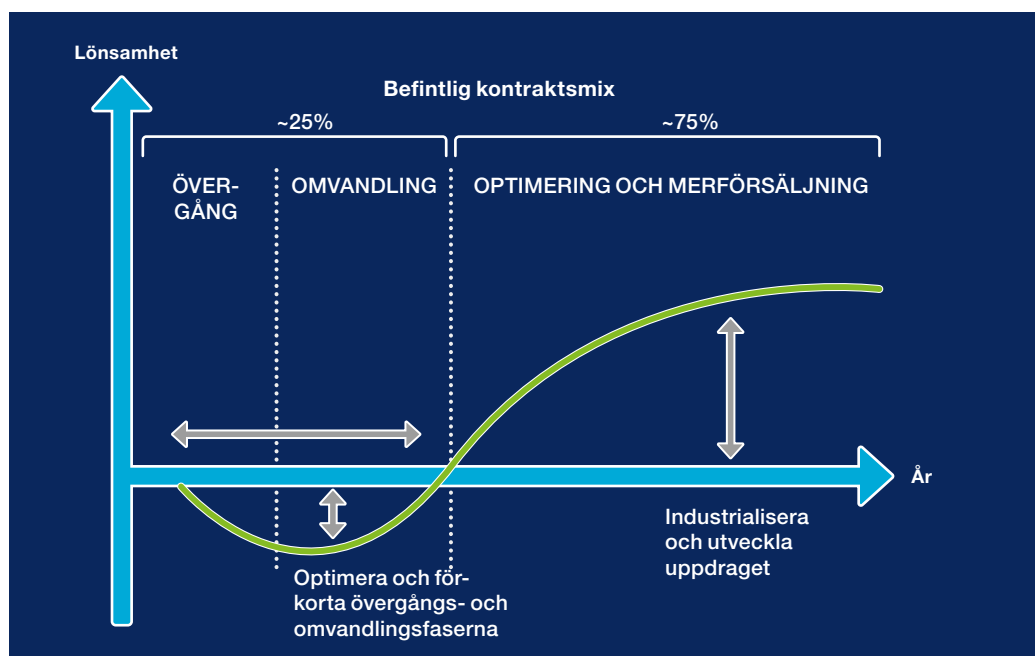 Lönsamhet
Befintlig kontraktsmix
~25%
~75%
ÖVER-
GÅNG
OMVANDLING
OPTIMERING OCH MERFÖRSÄLJNING
År
Optimera och för-
korta övergångs- och
omvandlingsfaserna
Industrialisera
och utveckla
uppdraget